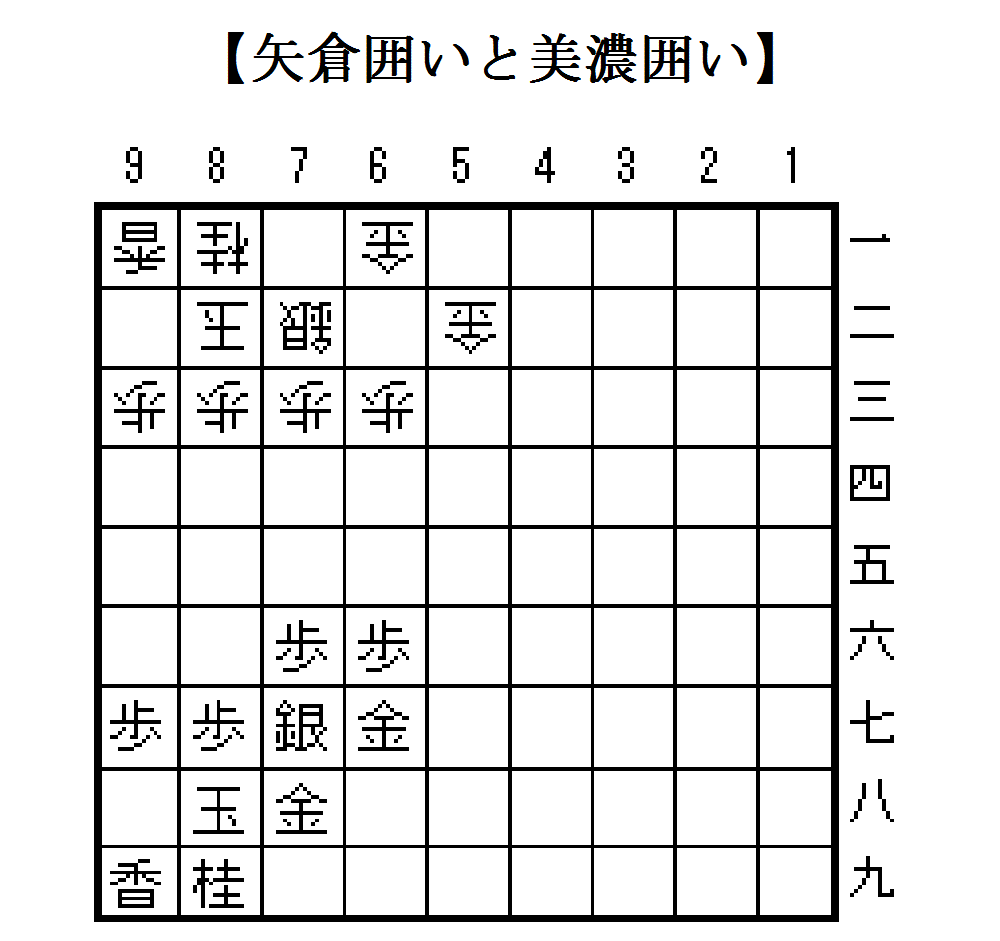 【矢倉囲いと美濃囲い】
9 8 7 6 5 4 3 2 1
香 桂 金 一
玉 銀 金 二
歩 歩 歩 歩 三
四
五
歩 歩 六
歩 歩 銀 金 七
玉 金 八
香 桂 九